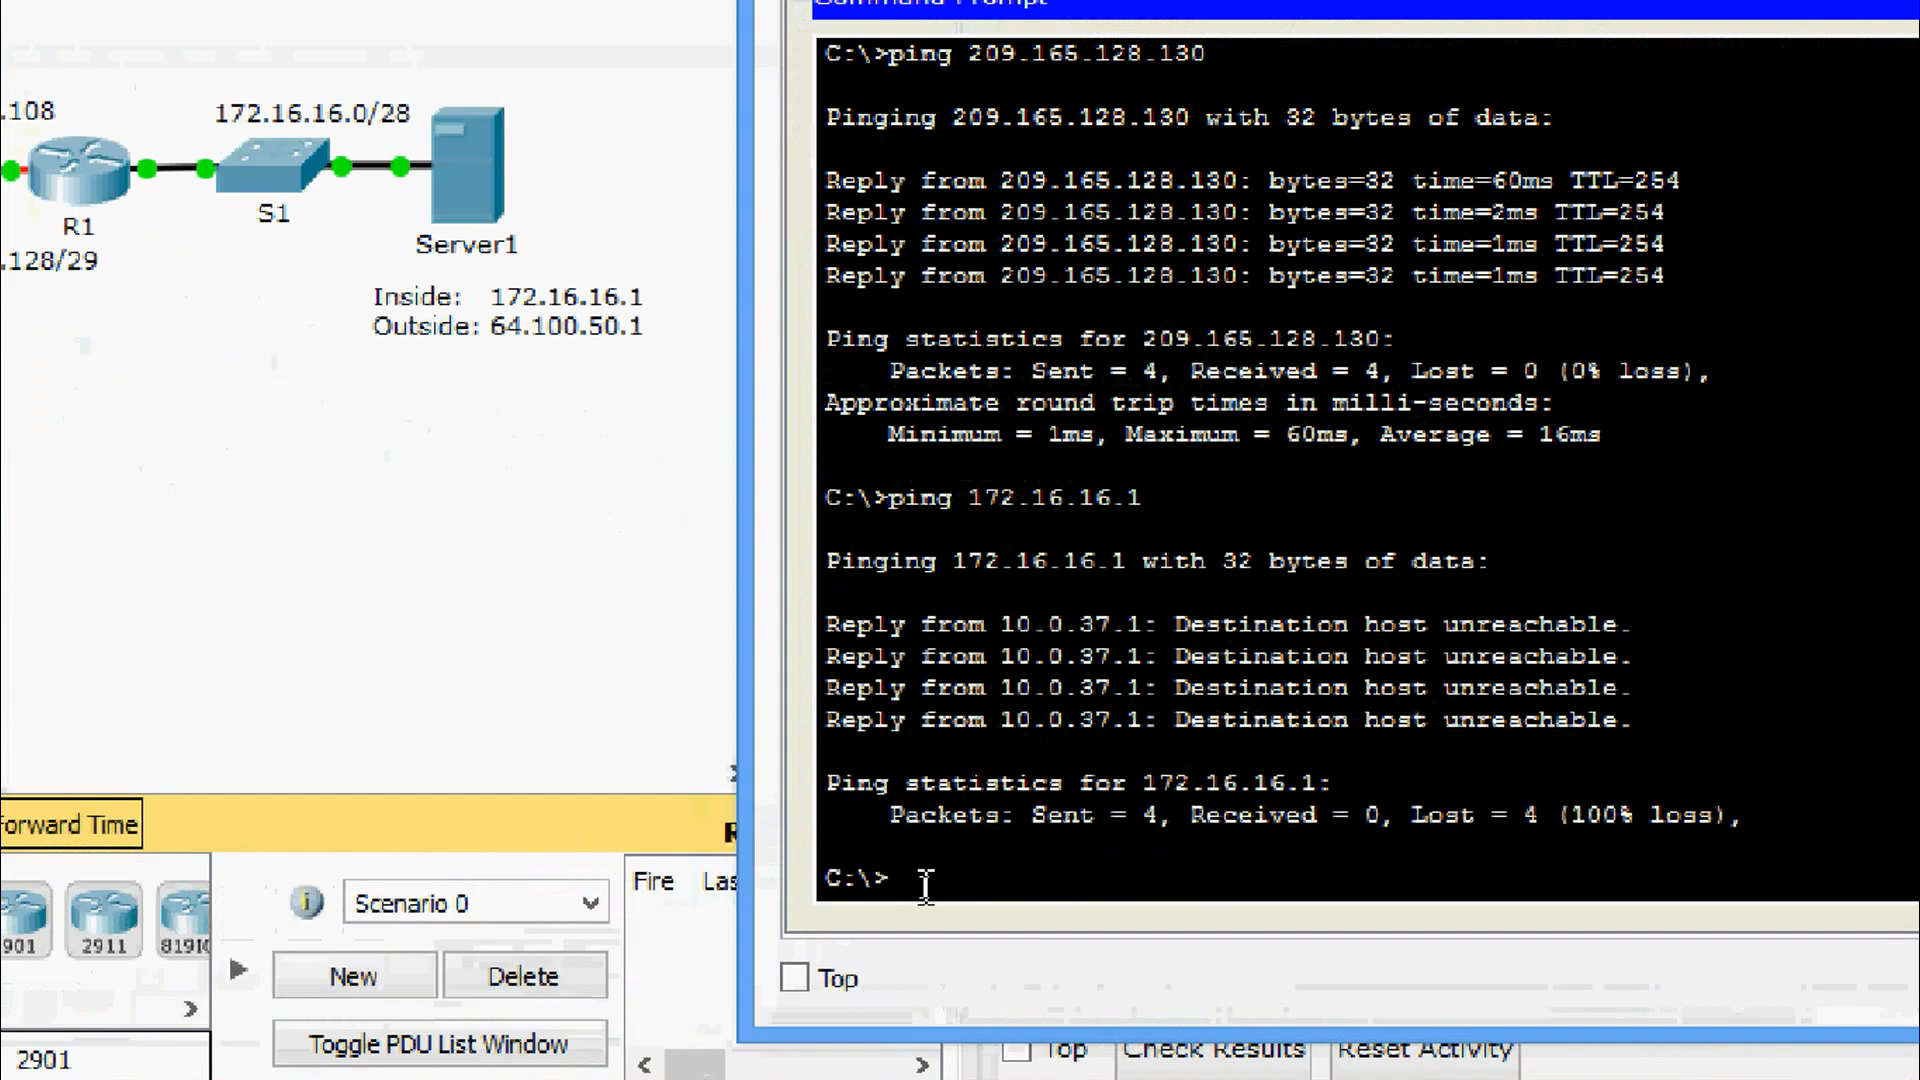 .108
172.16.16.0/28
R1
S1
.128/29
Server1
Inside: 172.16.16.1
Outside: 64.100.50.1
Command Prompt
C:\>ping 209.165.128.130
Pinging 209.165.128.130 with 32 bytes of data:
Reply from 209.165.128.130: bytes=32 time=60ms TTL=254
Reply from 209.165.128.130: bytes=32 time=2ms TTL=254
Reply from 209.165.128.130: bytes=32 time=1ms TTL=254
Reply from 209.165.128.130: bytes=32 time=1ms TTL=254
Ping statistics for 209.165.128.130:
Packets: Sent = 4, Received = 4, Lost = 0 (0% loss),
Approximate round trip times in milli-seconds:
Minimum = 1ms, Maximum = 60ms, Average = 16ms
C:\>ping 172.16.16.1
Pinging 172.16.16.1 with 32 bytes of data:
Reply from 10.0.37.1: Destination host unreachable.
Reply from 10.0.37.1: Destination host unreachable.
Reply from 10.0.37.1: Destination host unreachable.
Reply from 10.0.37.1: Destination host unreachable.
Ping statistics for 172.16.16.1:
Packets: Sent = 4, Received = 0, Lost = 4 (100% loss),
C:\>
Top
orward Time
R
901
2911
819IO
2901
Scenario 0
New
Delete
Toggle PDU List Window
Fire
Las
Top
Check Results
Reset Activity